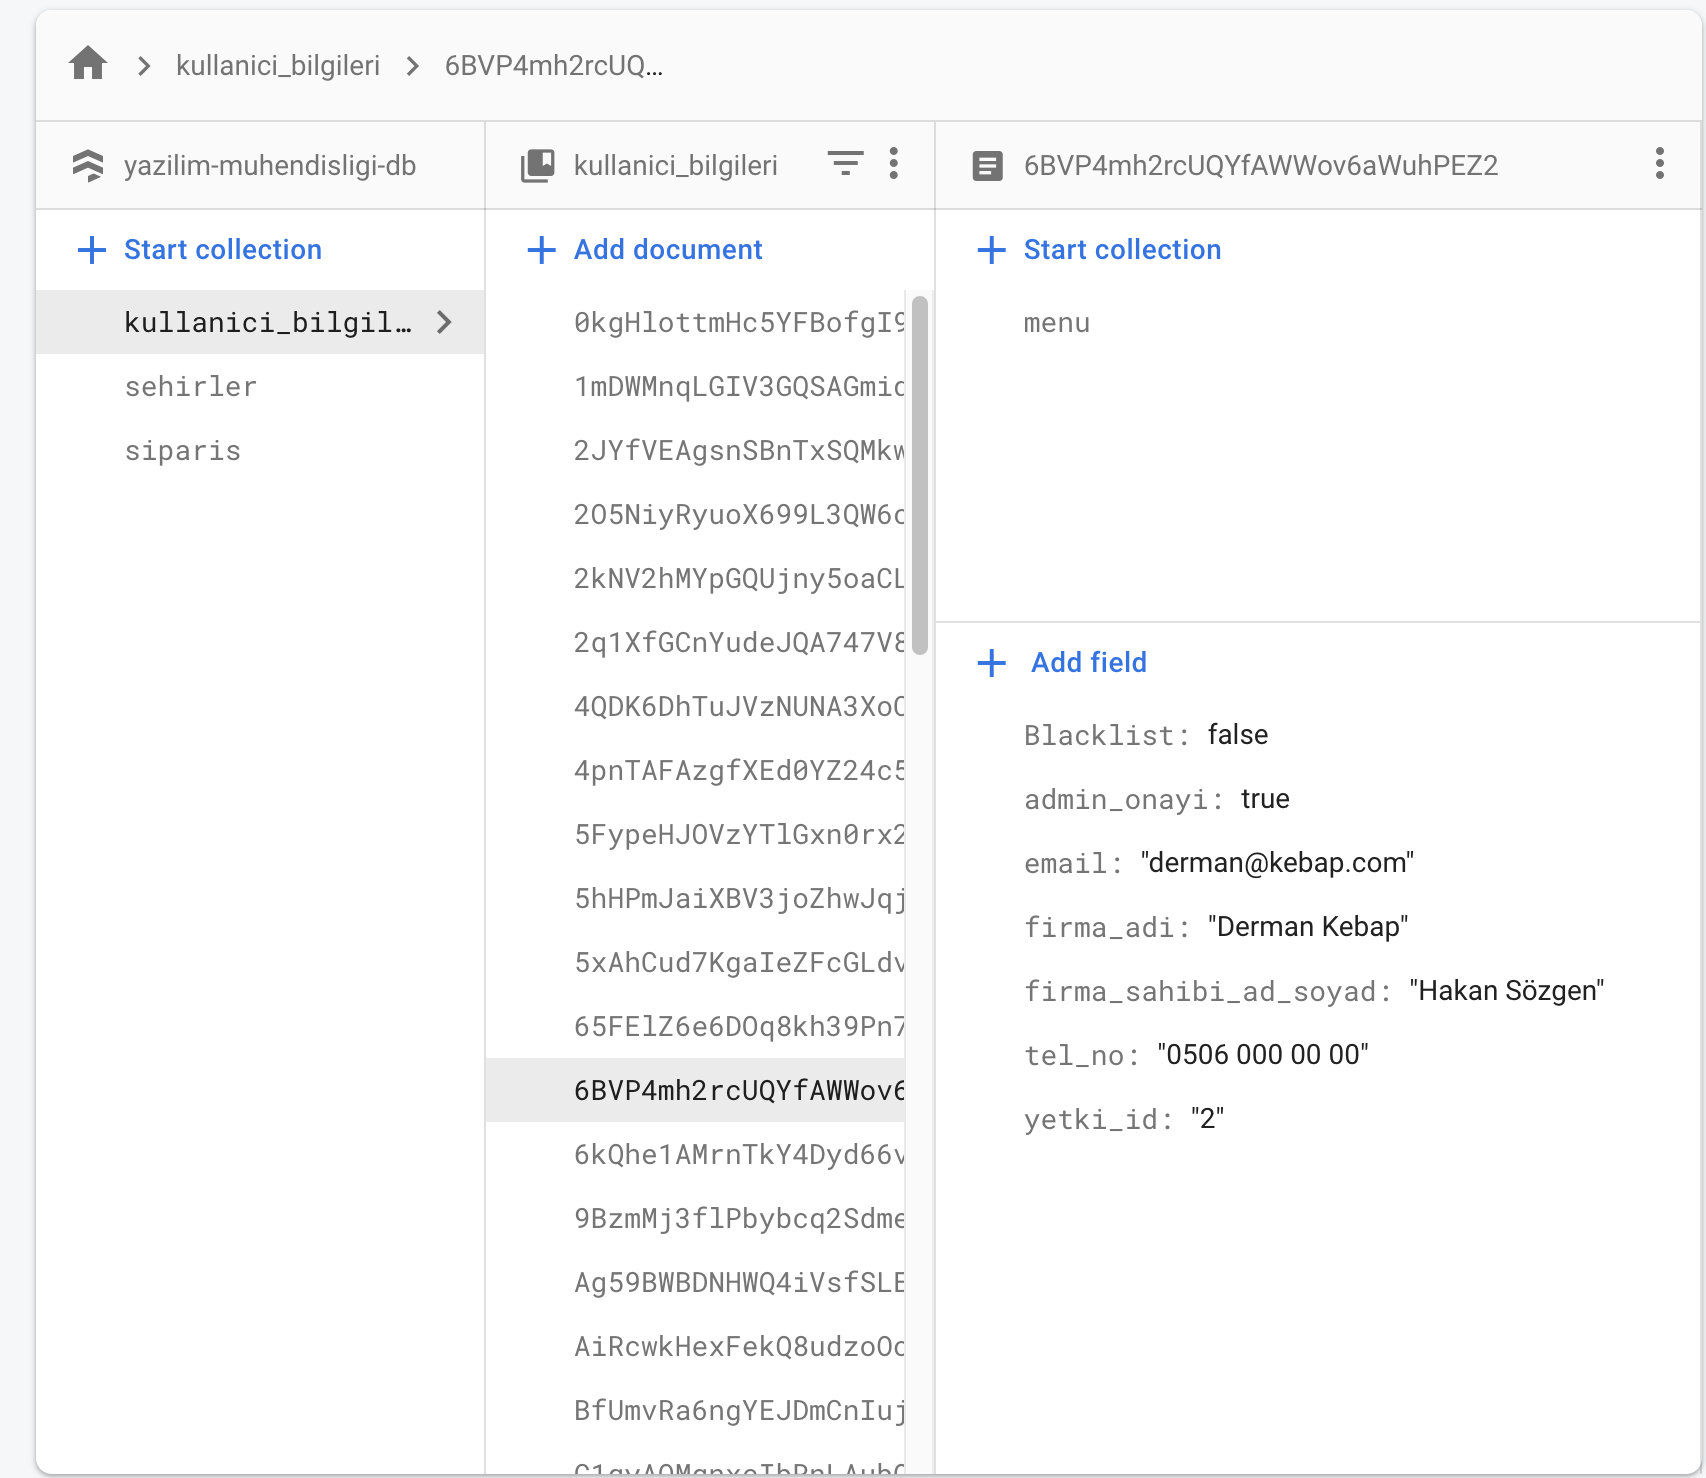 kullanici_bilgileri > 6BVP4mh2rcUQ...
yazilim-muhendisligi-db
Start collection
kullanici_bilgil…
sehirler
siparis
kullanici_bilgileri
Add document
0kgHlottmHc5YFBofgI9
1mDWMnqLGIV3GQSAGmic
2JYfVEAgsnSBnTxSQMkw
2O5NiyRyuoX699L3QW6c
2kNV2hMYpGQUjny5oaCL
2q1XfGCnYudeJQA747V8
4QDK6DhTuJVzNUNA3Xo
4pnTAFAzgfXEd0YZ24c5
5FypeHJOVzYTlGxn0rx2
5hHPmJaiXBV3joZhwJqj
5xAhCud7KgaIeZFcGLdv
65FElZ6e6DOq8kh39Pn7
6BVP4mh2rcUQYfAWWov6
6kQhe1AMrnTkY4Dyd66v
9BzmMj3flPbybcq2Sdme
Ag59BWBDNHWQ4iVsfSLE
AiRcwkHexFekQ8udzoOc
BfUmvRa6ngYEJDmCnIuj
6BVP4mh2rcUQYfAWWov6aWuhPEZ2
Start collection
menu
Add field
Blacklist: false
admin_onayi: true
email: "derman@kebap.com"
firma_adi: "Derman Kebap"
firma_sahibi_ad_soyad: "Hakan Sözgen"
tel_no: "0506 000 00 00"
yetki_id: "2"